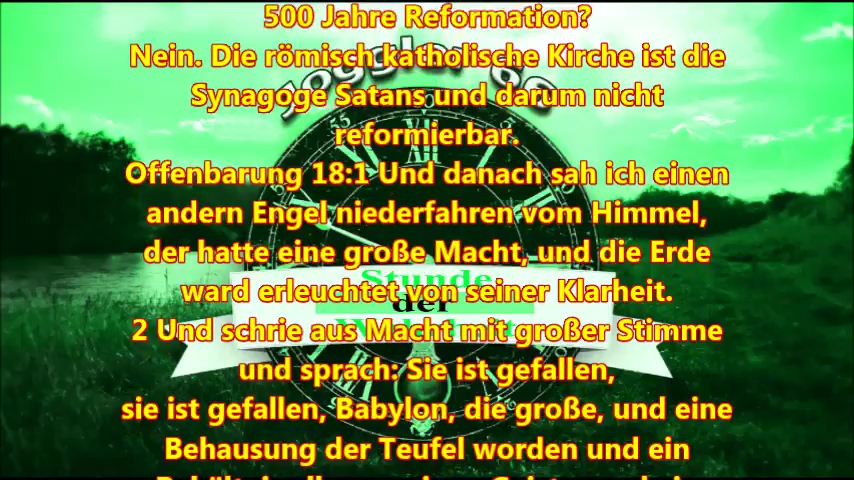 500 Jahre Reformation?
Nein. Die römisch katholische Kirche ist die
Synagoge Satans und darum nicht
reformierbar.
Offenbarung 18:1 Und danach sah ich einen
andern Engel niederfahren vom Himmel,
der hatte eine große Macht, und die Erde
ward erleuchtet von seiner Klarheit.
2 Und schrie aus Macht mit großer Stimme
und sprach: Sie ist gefallen,
sie ist gefallen, Babylon, die große, und eine
Behausung der Teufel worden und ein
Stunde
der